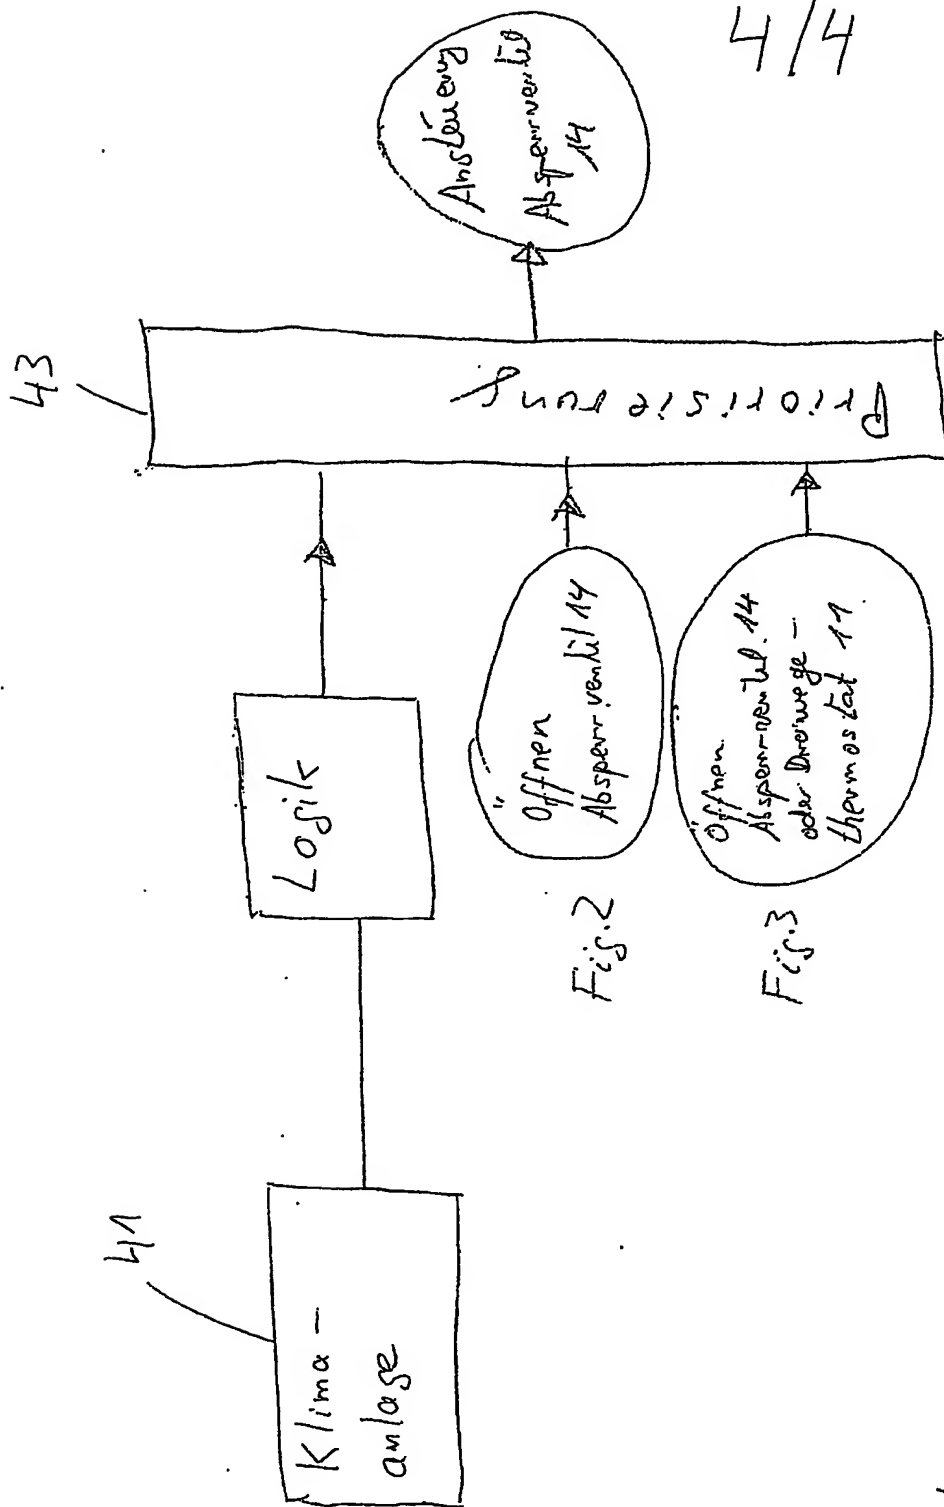 4/4
41
Klima-
anlage
Logik
43
Priorisierung
Öffnen
Absperrventil 14
Fig.2
Öffnen
Absperrventil 14
oder Dreiwege-
thermostat 11
Fig.3
Ansteuerung
Absperrventil
14